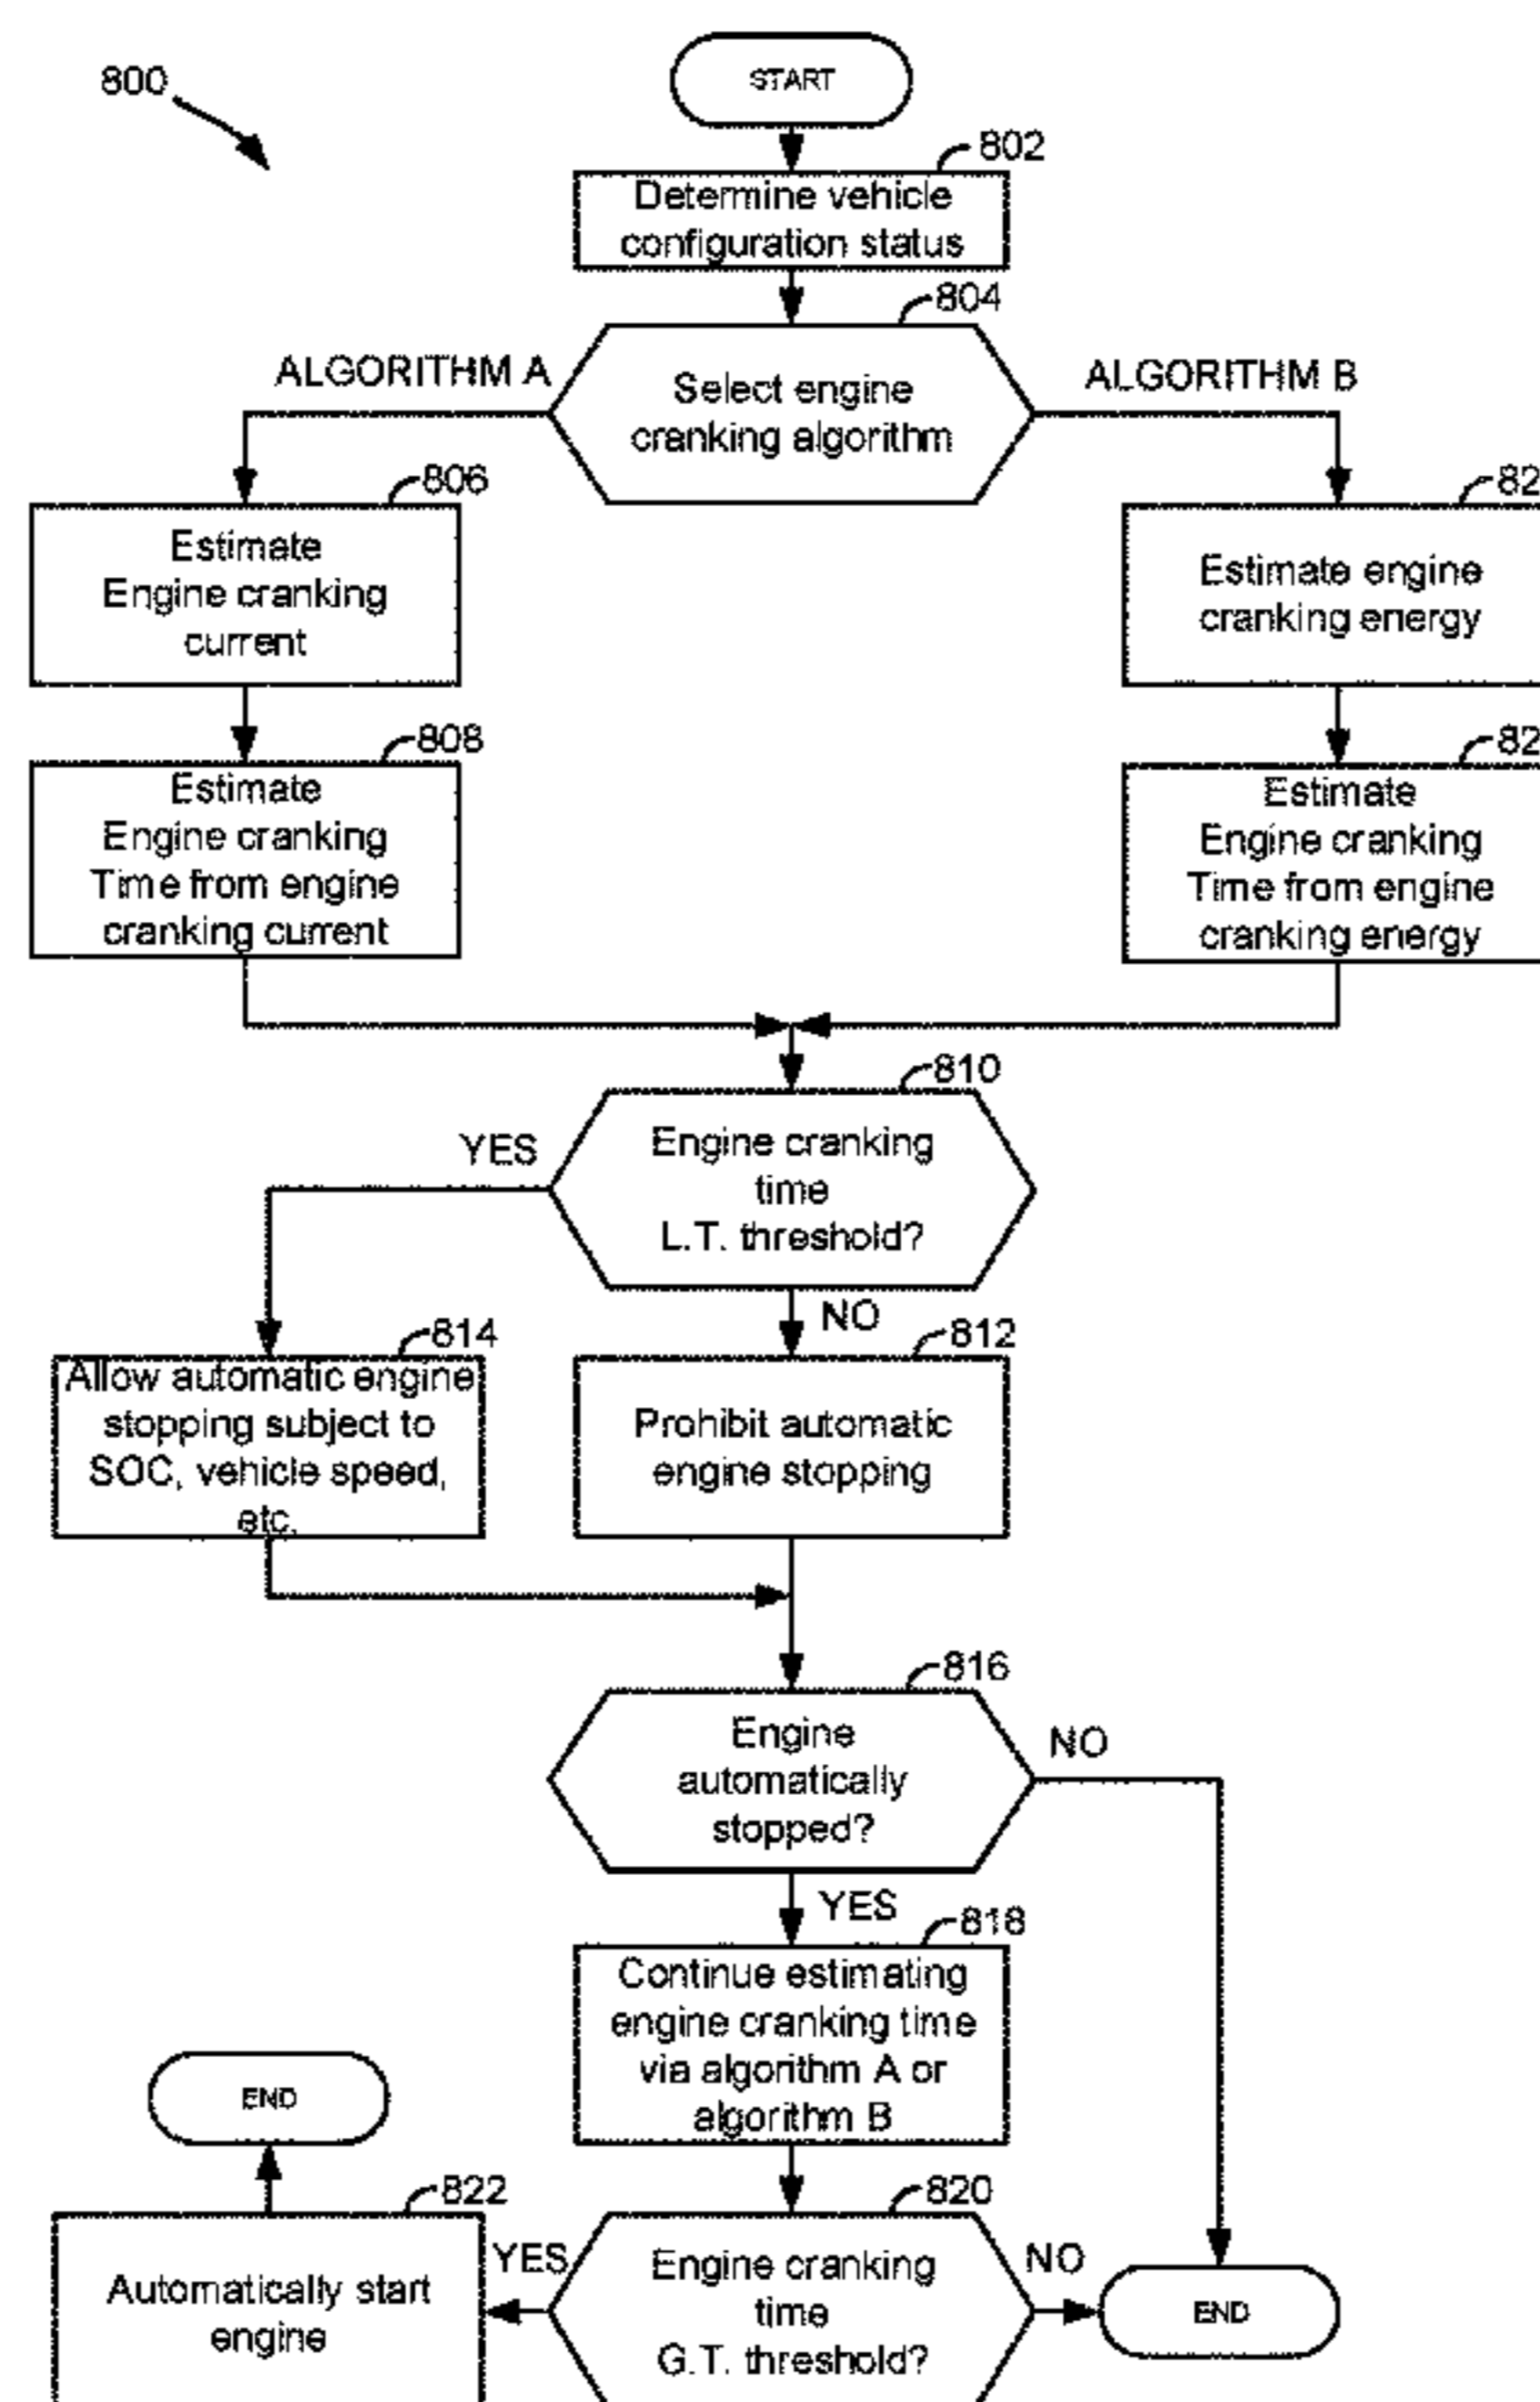 800
START
802
Determine vehicle
configuration status
804
ALGORITHM A
Select engine
cranking algorithm
ALGORITHM B
806
Estimate
Engine cranking
current
82
Estimate engine
cranking energy
808
Estimate
Engine cranking
Time from engine
cranking current
82
Estimate
Engine cranking
Time from engine
cranking energy
810
YES
Engine cranking
time
L.T. threshold?
NO
814
Allow automatic engine
stopping subject to
SOC, vehicle speed,
etc.
812
Prohibit automatic
engine stopping
816
Engine
automatically
stopped?
NO
YES
818
Continue estimating
engine cranking time
via algorithm A or
algorithm B
END
822
Automatically start
engine
YES
820
Engine cranking
time
G.T. threshold?
NO
END